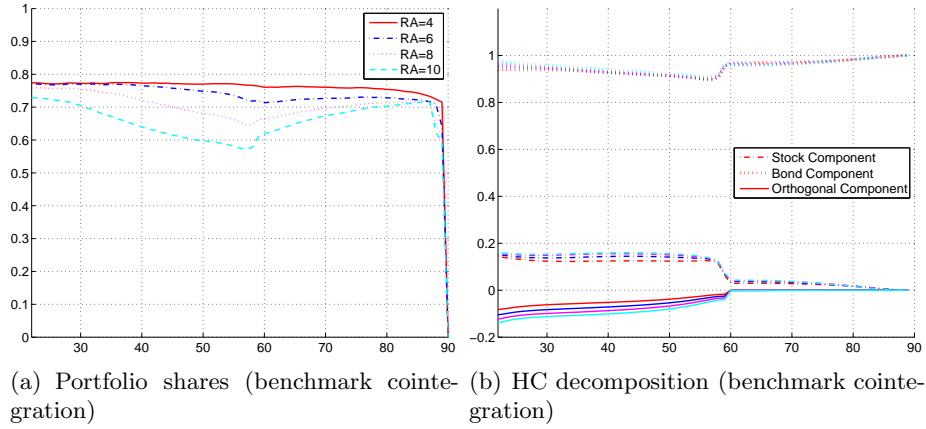 1
0.9
0.8
0.7
0.6
0.5
0.4
0.3
0.2
0.1
0
30 40 50 60 70 80 90
RA=4
RA=6
RA=8
RA=10
1
0.8
0.6
0.4
0.2
0
−0.2
30 40 50 60 70 80 90
Stock Component
Bond Component
Orthogonal Component
(a) Portfolio shares (benchmark cointe-
gration)
(b) HC decomposition (benchmark cointe-
gration)